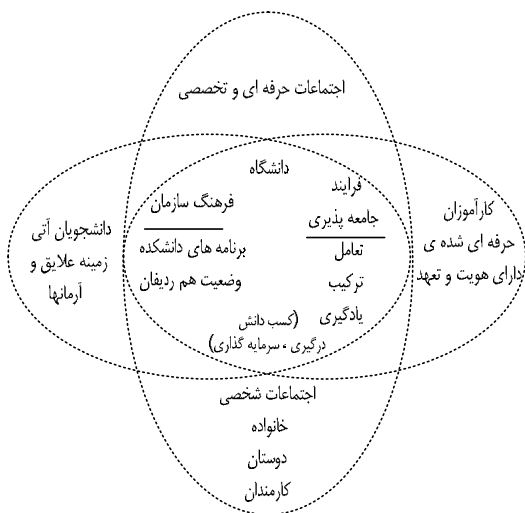 اجتماعات حرفه ای و تخصصی
دانشگاه
فرایند
جامعه پذیری
تعامل
ترکیب
یادگیری
فرهنگ سازمان
برنامه های دانشکده
وضعیت هم ردیفان
(کسب دانش
درگیری ، سرمایه گذاری)
کارآموزان
حرفه ای شده ی
دارای هویت و تعهد
دانشجویان آتی
زمینه علایق و
آرمانها
اجتماعات شخصی
خانواده
دوستان
کارمندان